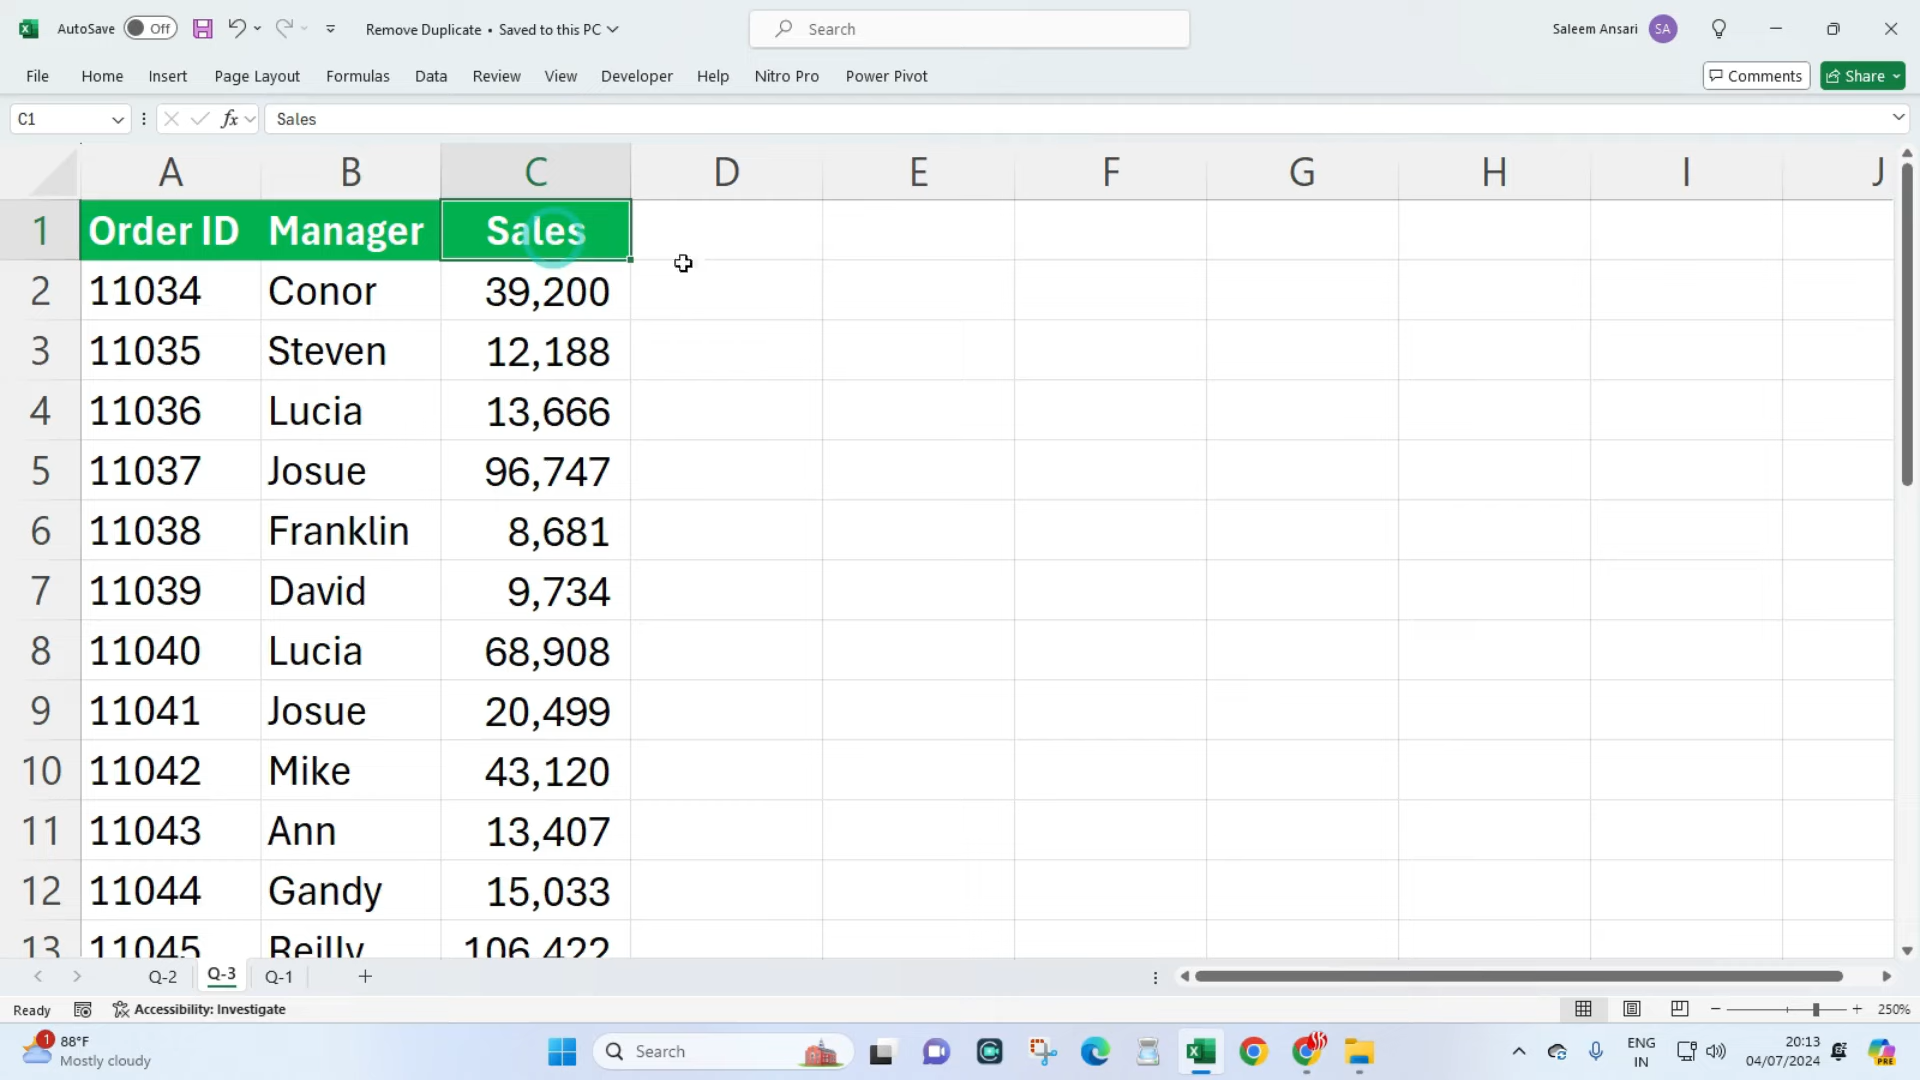 AutoSave Off Remove Duplicate • Saved to this PC Search Saleem Ansari SA
File Home Insert Page Layout Formulas Data Review View Developer Help Nitro Pro Power Pivot Comments Share
C1 fx Sales
A B C D E F G H I J
1 Order ID Manager Sales
2 11034 Conor 39,200
3 11035 Steven 12,188
4 11036 Lucia 13,666
5 11037 Josue 96,747
6 11038 Franklin 8,681
7 11039 David 9,734
8 11040 Lucia 68,908
9 11041 Josue 20,499
10 11042 Mike 43,120
11 11043 Ann 13,407
12 11044 Gandy 15,033
13 11045 Reilly 106,422
Q-2 Q-3 Q-1
Ready Accessibility: Investigate 250%
1 88°F Mostly cloudy Search ENG IN 20:13 04/07/2024 PRE